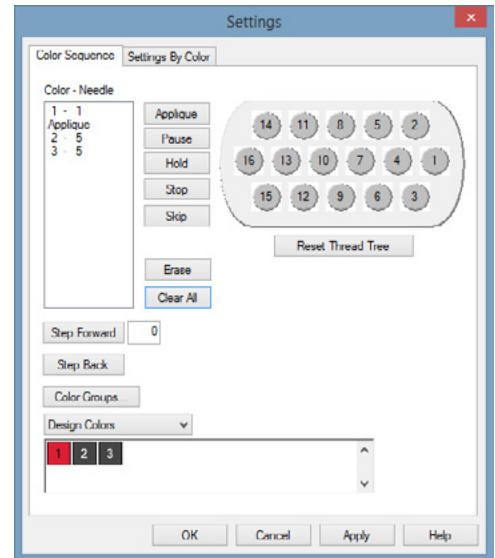 Settings
Color Sequence Settings By Color
Color - Needle
1 - 1
Applique
2 - 5
3 - 5
Applique
Pause
Hold
Stop
Skip
Erase
Clear All
14 11 8 5 2
16 13 10 7 4 1
15 12 9 6 3
Reset Thread Tree
Step Forward 0
Step Back
Color Groups...
Design Colors
1 2 3
OK Cancel Apply Help